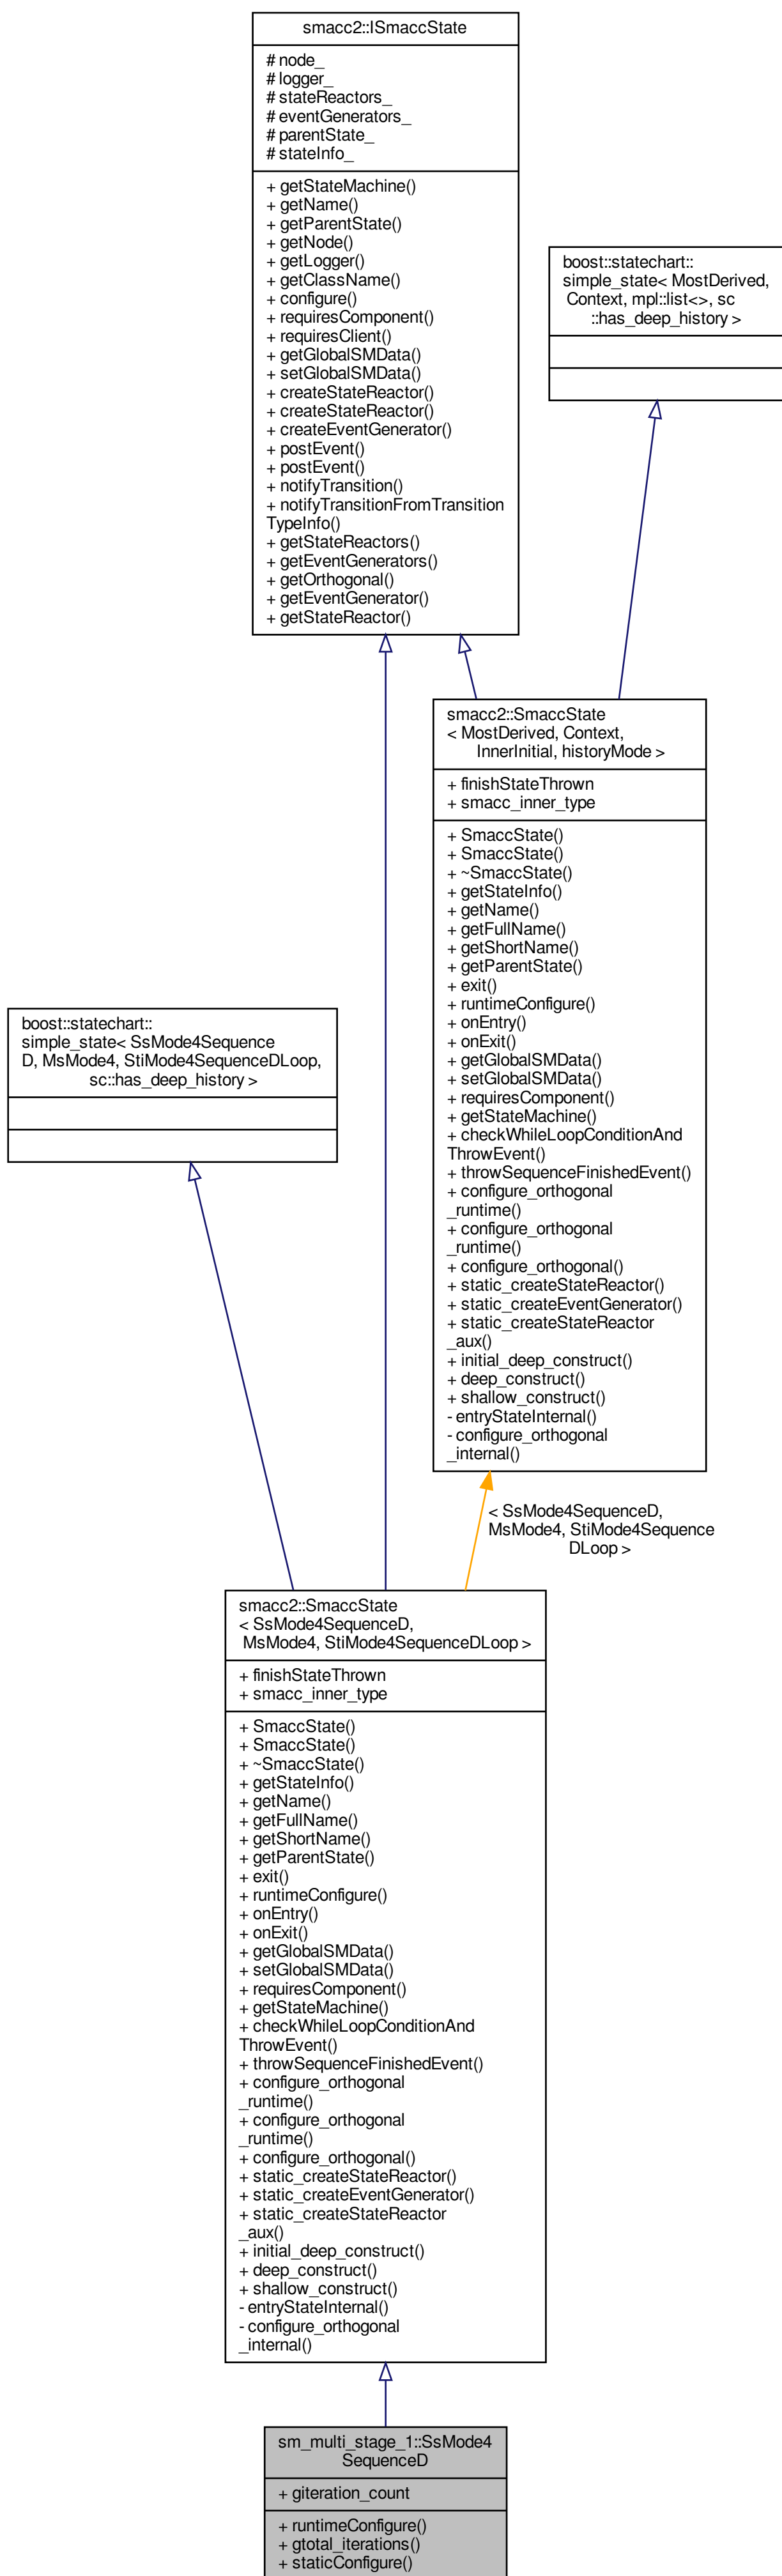 smacc2::ISmaccState
# node_
# logger_
# stateReactors_
# eventGenerators_
# parentState_
# stateInfo_
+ getStateMachine()
+ getName()
+ getParentState()
+ getNode()
+ getLogger()
+ getClassName()
+ configure()
+ requiresComponent()
+ requiresClient()
+ getGlobalSMData()
+ setGlobalSMData()
+ createStateReactor()
+ createStateReactor()
+ createEventGenerator()
+ postEvent()
+ postEvent()
+ notifyTransition()
+ notifyTransitionFromTransition
TypeInfo()
+ getStateReactors()
+ getEventGenerators()
+ getOrthogonal()
+ getEventGenerator()
+ getStateReactor()
boost::statechart::
simple_state< MostDerived,
Context, mpl::list<>, sc
::has_deep_history >
smacc2::SmaccState
< MostDerived, Context,
InnerInitial, historyMode >
+ finishStateThrown
+ smacc_inner_type
+ SmaccState()
+ SmaccState()
+ ~SmaccState()
+ getStateInfo()
+ getName()
+ getFullName()
+ getShortName()
+ getParentState()
+ exit()
+ runtimeConfigure()
+ onEntry()
+ onExit()
+ getGlobalSMData()
+ setGlobalSMData()
+ requiresComponent()
+ getStateMachine()
+ checkWhileLoopConditionAnd
ThrowEvent()
+ throwSequenceFinishedEvent()
+ configure_orthogonal
_runtime()
+ configure_orthogonal
_runtime()
+ configure_orthogonal()
+ static_createStateReactor()
+ static_createEventGenerator()
+ static_createStateReactor
_aux()
+ initial_deep_construct()
+ deep_construct()
+ shallow_construct()
- entryStateInternal()
- configure_orthogonal
_internal()
boost::statechart::
simple_state< SsMode4Sequence
D, MsMode4, StiMode4SequenceDLoop,
sc::has_deep_history >
< SsMode4SequenceD,
MsMode4, StiMode4Sequence
DLoop >
smacc2::SmaccState
< SsMode4SequenceD,
MsMode4, StiMode4SequenceDLoop >
+ finishStateThrown
+ smacc_inner_type
+ SmaccState()
+ SmaccState()
+ ~SmaccState()
+ getStateInfo()
+ getName()
+ getFullName()
+ getShortName()
+ getParentState()
+ exit()
+ runtimeConfigure()
+ onEntry()
+ onExit()
+ getGlobalSMData()
+ setGlobalSMData()
+ requiresComponent()
+ getStateMachine()
+ checkWhileLoopConditionAnd
ThrowEvent()
+ throwSequenceFinishedEvent()
+ configure_orthogonal
_runtime()
+ configure_orthogonal
_runtime()
+ configure_orthogonal()
+ static_createStateReactor()
+ static_createEventGenerator()
+ static_createStateReactor
_aux()
+ initial_deep_construct()
+ deep_construct()
+ shallow_construct()
- entryStateInternal()
- configure_orthogonal
_internal()
sm_multi_stage_1::SsMode4
SequenceD
+ giteration_count
+ runtimeConfigure()
+ gtotal_iterations()
+ staticConfigure()